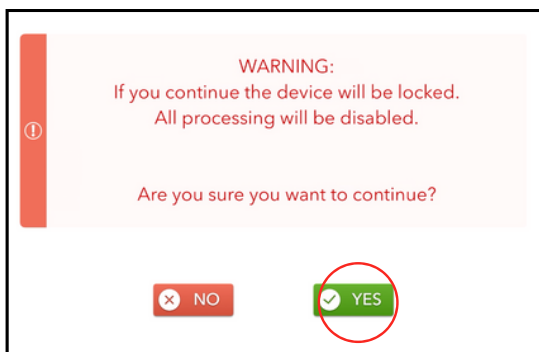 WARNING:
If you continue the device will be locked.
All processing will be disabled.
Are you sure you want to continue?
NO
YES